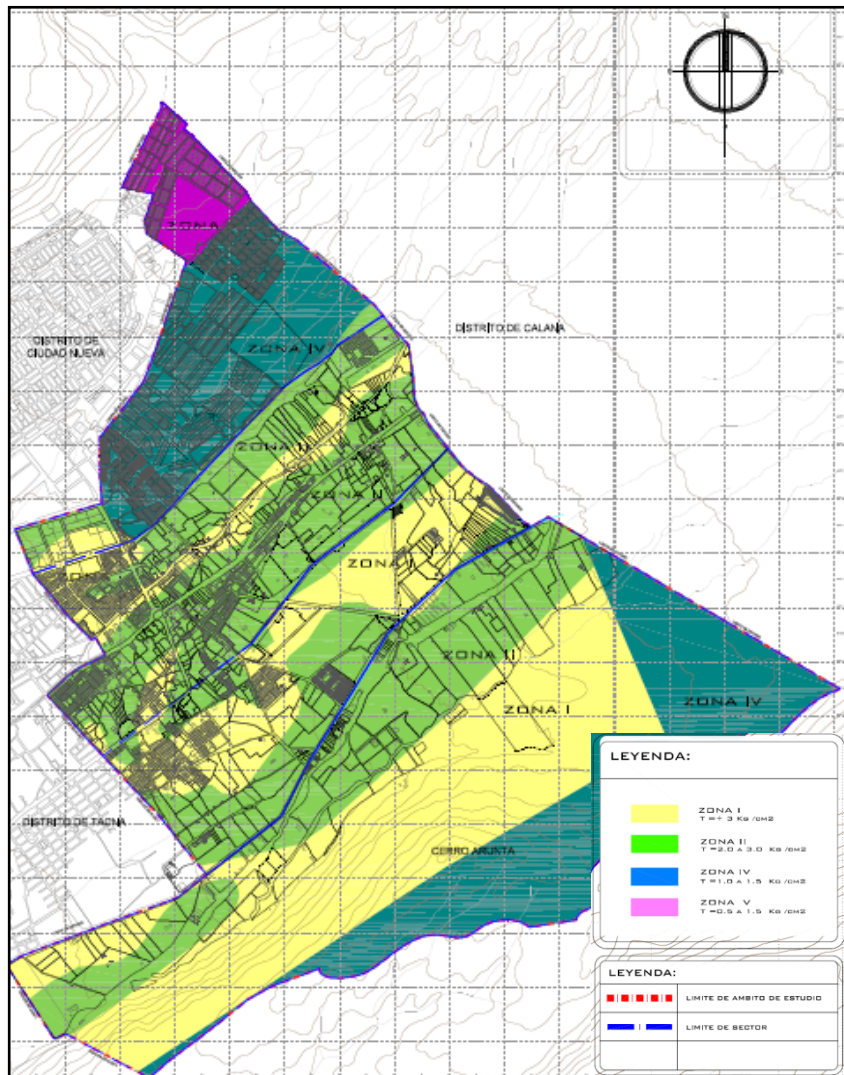 ZONA
DISTRITO DE
CIUDAD NUEVA
ZONA IV
DISTRITO DE CALANA
ZONA II
ZONA II
ZONA I
ZONA II
ZONA I
ZONA IV
DISTRITO DE TACNA
CERRO ARUNTA
LEYENDA:
ZONA I
T =+ 3 KG /CM2
ZONA II
T =2.0 A 3.0 KG /CM2
ZONA IV
T =1.0 A 1.5 KG /CM2
ZONA V
T =0.5 A 1.5 KG /CM2
LEYENDA:
LIMITE DE AMBITO DE ESTUDIO
LIMITE DE SECTOR